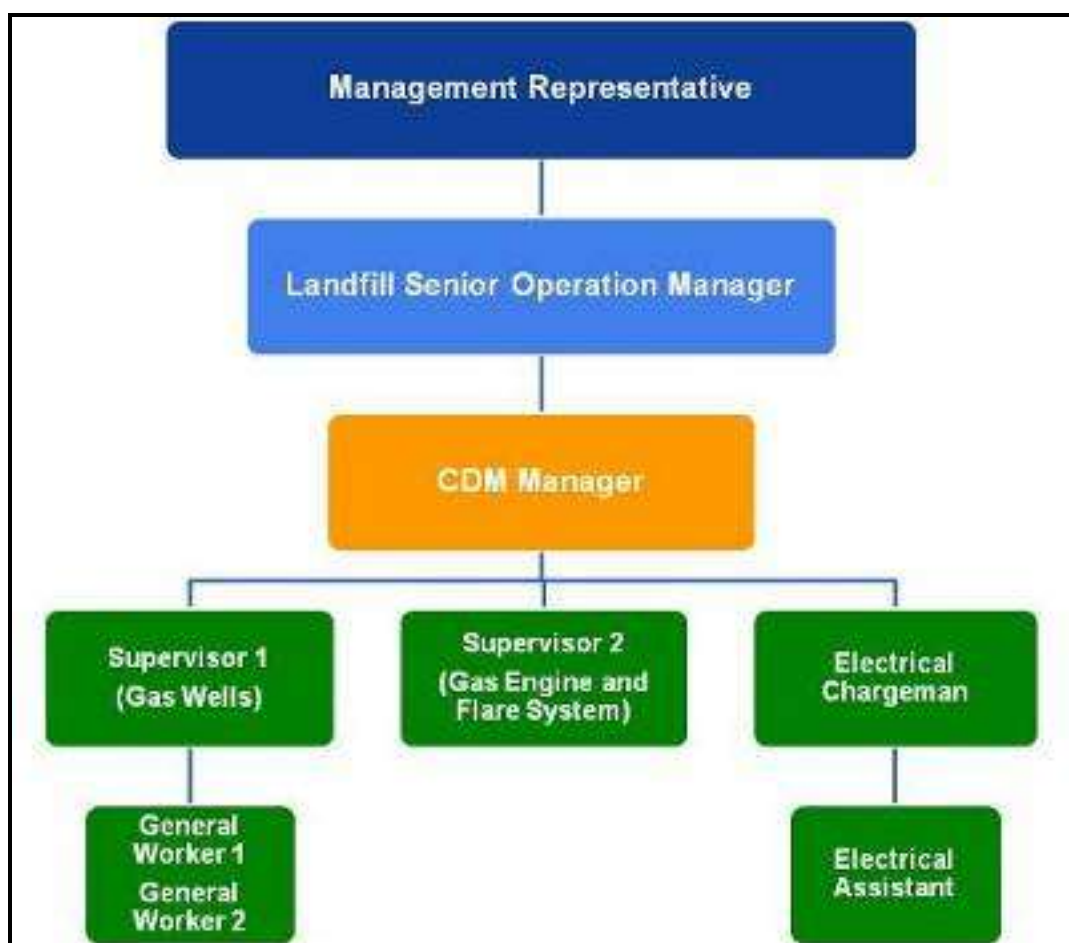 Management Representative
Landfill Senior Operation Manager
CDM Manager
Supervisor 1
(Gas Wells)
Supervisor 2
(Gas Engine and
Flare System)
Electrical
Chargeman
General
Worker 1
General
Worker 2
Electrical
Assistant